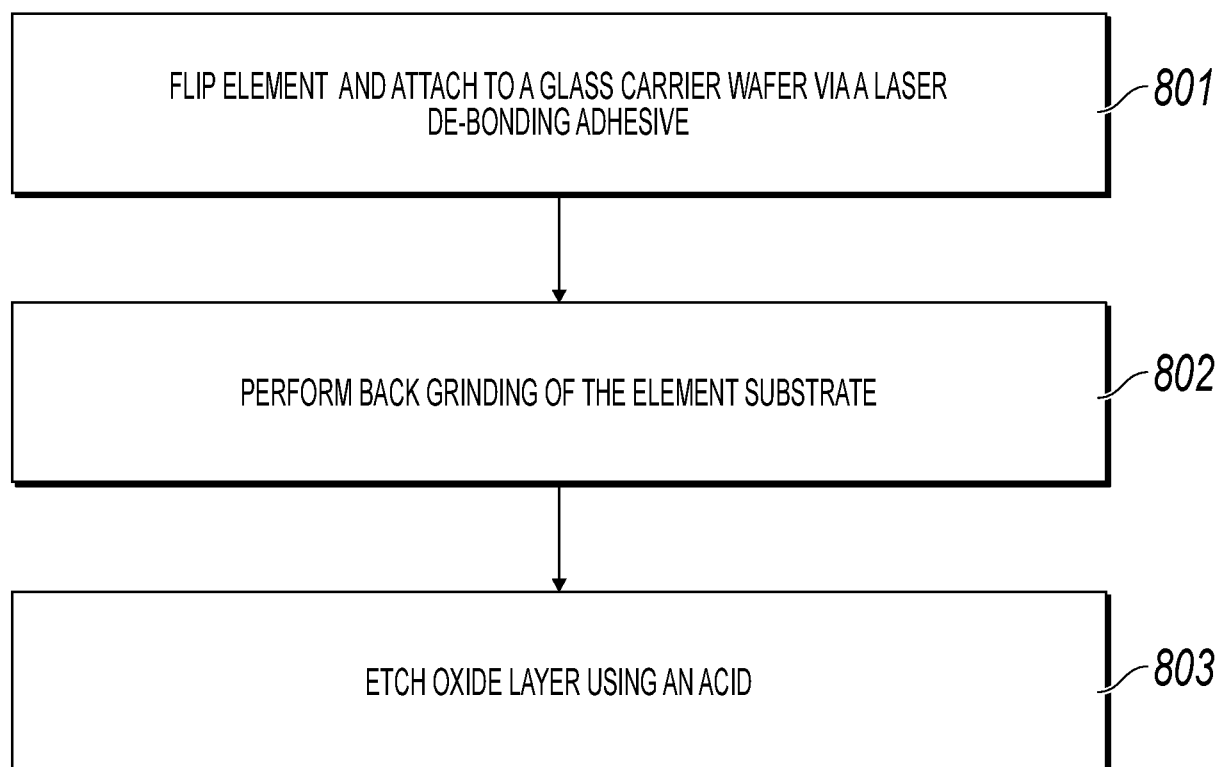 FLIP ELEMENT AND ATTACH TO A GLASS CARRIER WAFER VIA A LASER
DE-BONDING ADHESIVE
801
PERFORM BACK GRINDING OF THE ELEMENT SUBSTRATE
802
ETCH OXIDE LAYER USING AN ACID
803